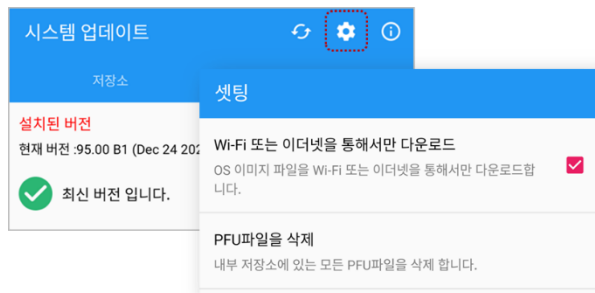 시스템 업데이트
저장소
설치된 버전
현재 버전 :95.00 B1 (Dec 24 202
최신 버전 입니다.
셋팅
Wi-Fi 또는 이더넷을 통해서만 다운로드
OS 이미지 파일을 Wi-Fi 또는 이더넷을 통해서만 다운로드합
니다.
PFU파일을 삭제
내부 저장소에 있는 모든 PFU파일을 삭제 합니다.